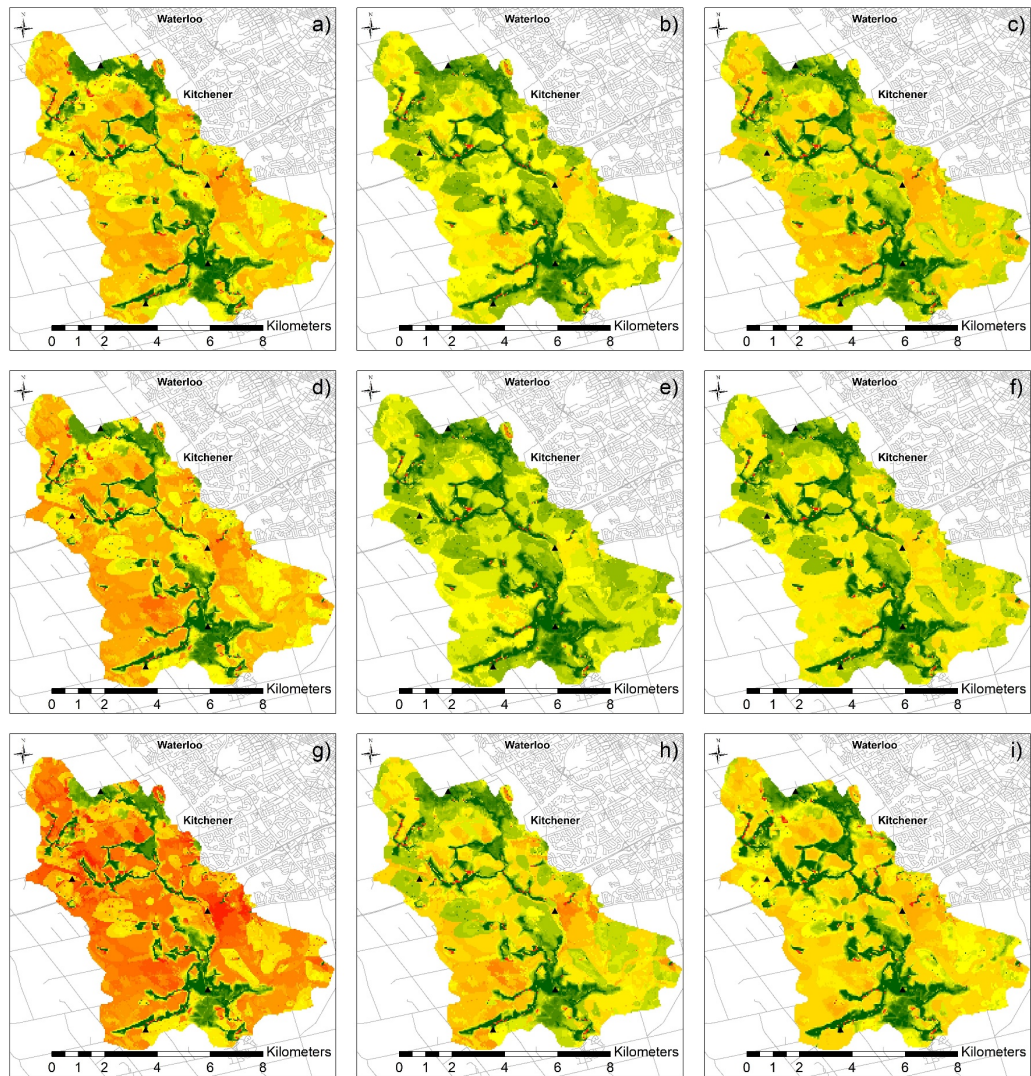 N
Waterloo
a)
Kitchener
Kilometers
0 1 2 4 6 8
N
Waterloo
b)
Kitchener
Kilometers
0 1 2 4 6 8
N
Waterloo
c)
Kitchener
Kilometers
0 1 2 4 6 8
N
Waterloo
d)
Kitchener
Kilometers
0 1 2 4 6 8
N
Waterloo
e)
Kitchener
Kilometers
0 1 2 4 6 8
N
Waterloo
f)
Kitchener
Kilometers
0 1 2 4 6 8
N
Waterloo
g)
Kitchener
Kilometers
0 1 2 4 6 8
N
Waterloo
h)
Kitchener
Kilometers
0 1 2 4 6 8
N
Waterloo
i)
Kitchener
Kilometers
0 1 2 4 6 8